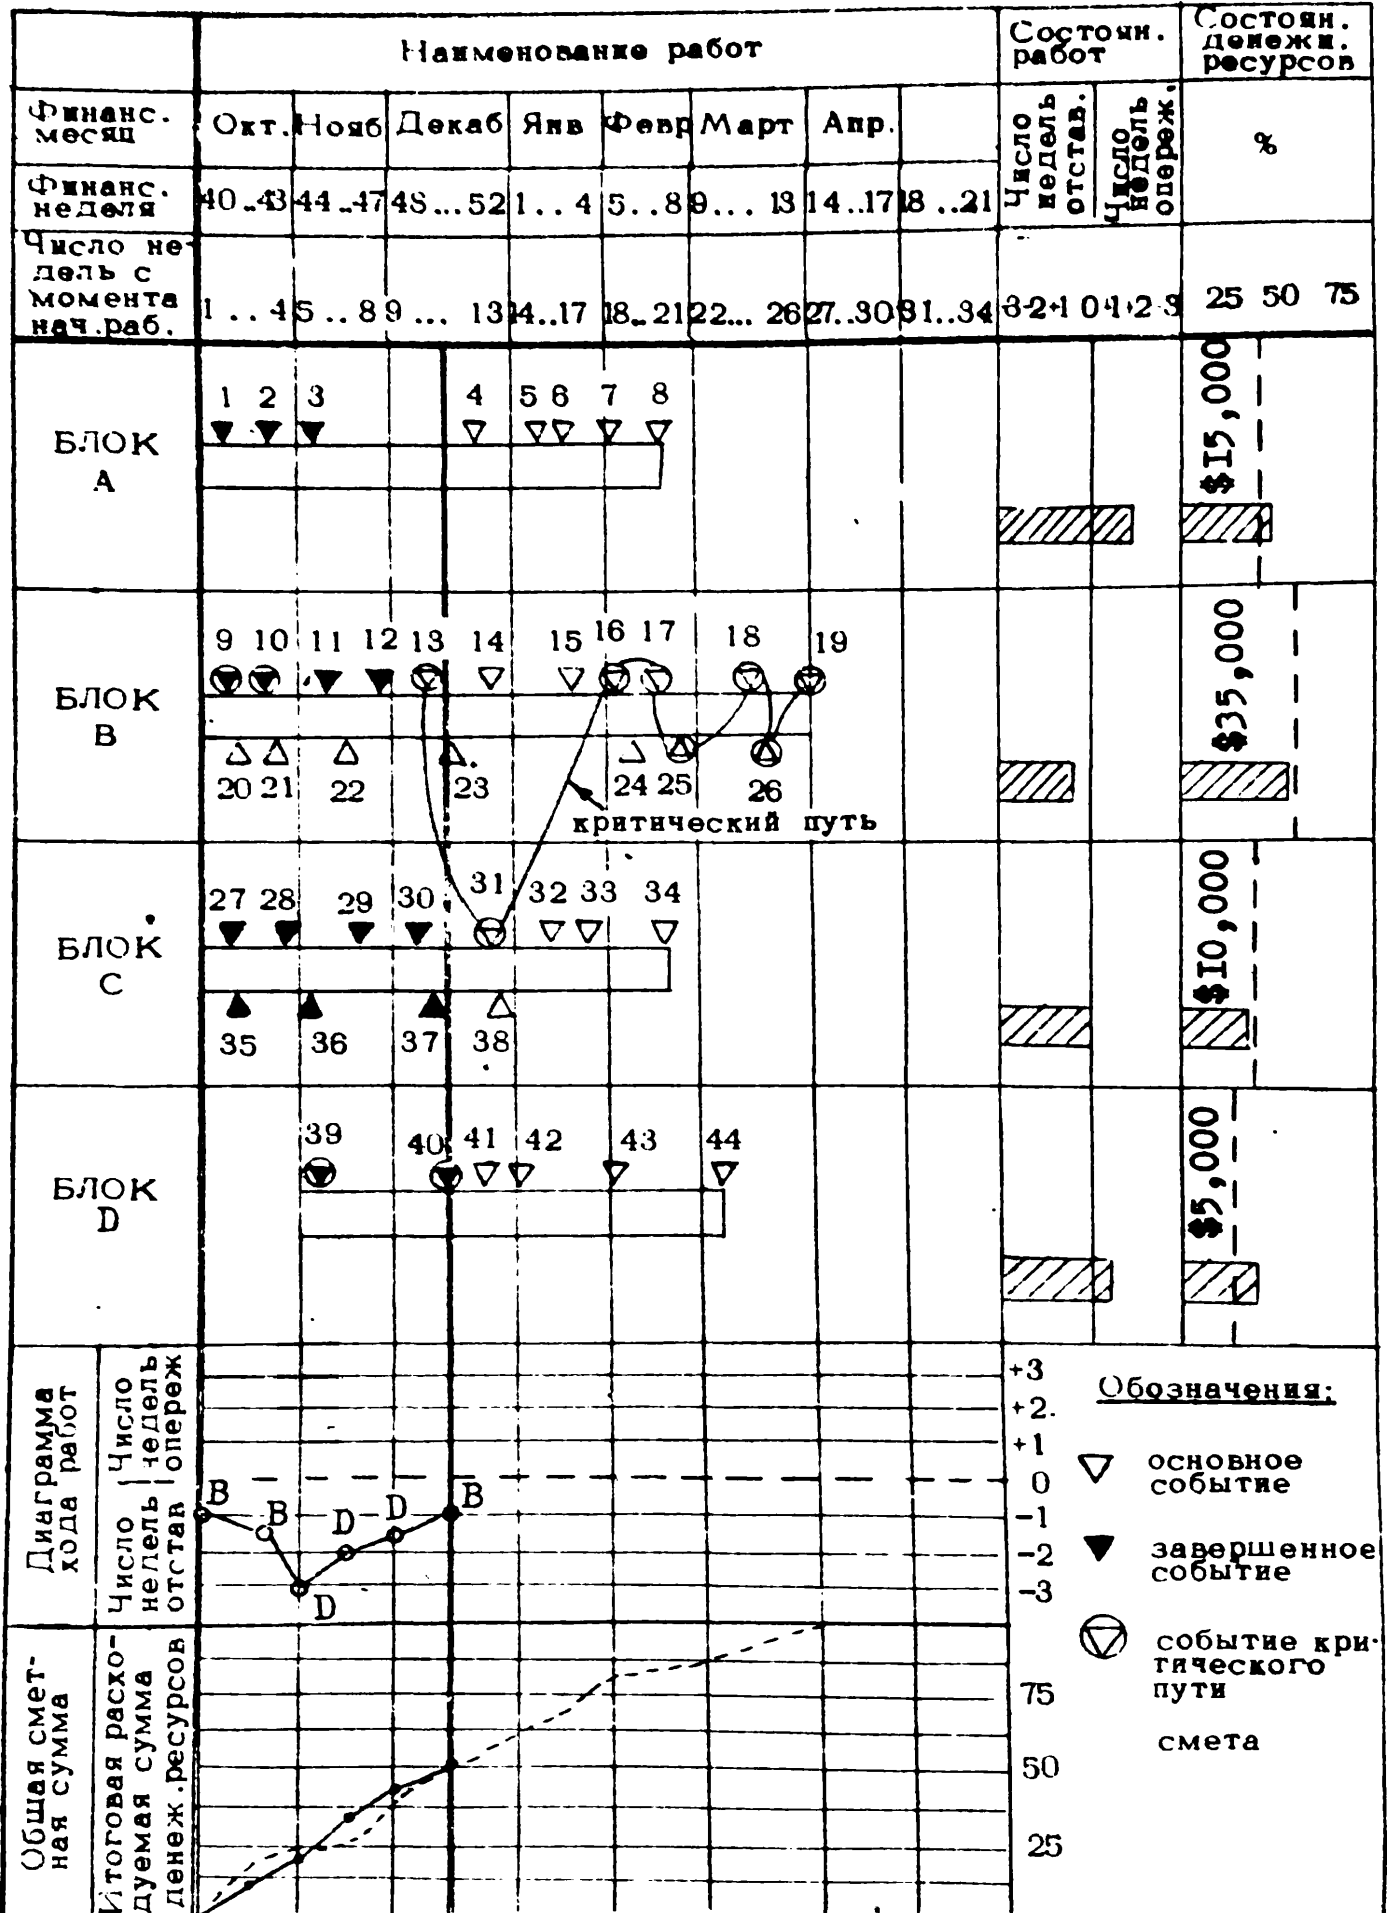 Наименование работ
Состоян. работ
Состоян. денежн. ресурсов
Финанс. месяц
Окт. Нояб Декаб Янв Февр Март Апр.
Число недель отстав.
Число недель опереж.
%
Финанс. неделя
40..43 44..47 48...52 1..4 5..8 9...13 14..17 18..21
Число не-
дель с
момента
нач.раб.
1..4 5..8 9...13 14..17 18..21 22...26 27..30 31..34
-3-2-1 0+1+2+3
25 50 75
1 2 3 4 5 6 7 8
БЛОК
A
$15,000
9 10 11 12 13 14 15 16 17 18 19
БЛОК
B
$35,000
20 21 22 23 24 25 26
критический путь
27 28 29 30 31 32 33 34
БЛОК
C
$10,000
35 36 37 38
39 40 41 42 43 44
БЛОК
D
$5,000
Диаграмма
хода работ
Число
недель
опереж
Число
недель
отстав
+3
+2.
+1
0
-1
-2
-3
B B D D D B
Обозначения:
основное
событие
завершенное
событие
событие кри-
тического
пути
смета
Общая смет-
ная сумма
Итоговая расхо-
дуемая сумма
денеж.ресурсов
75
50
25